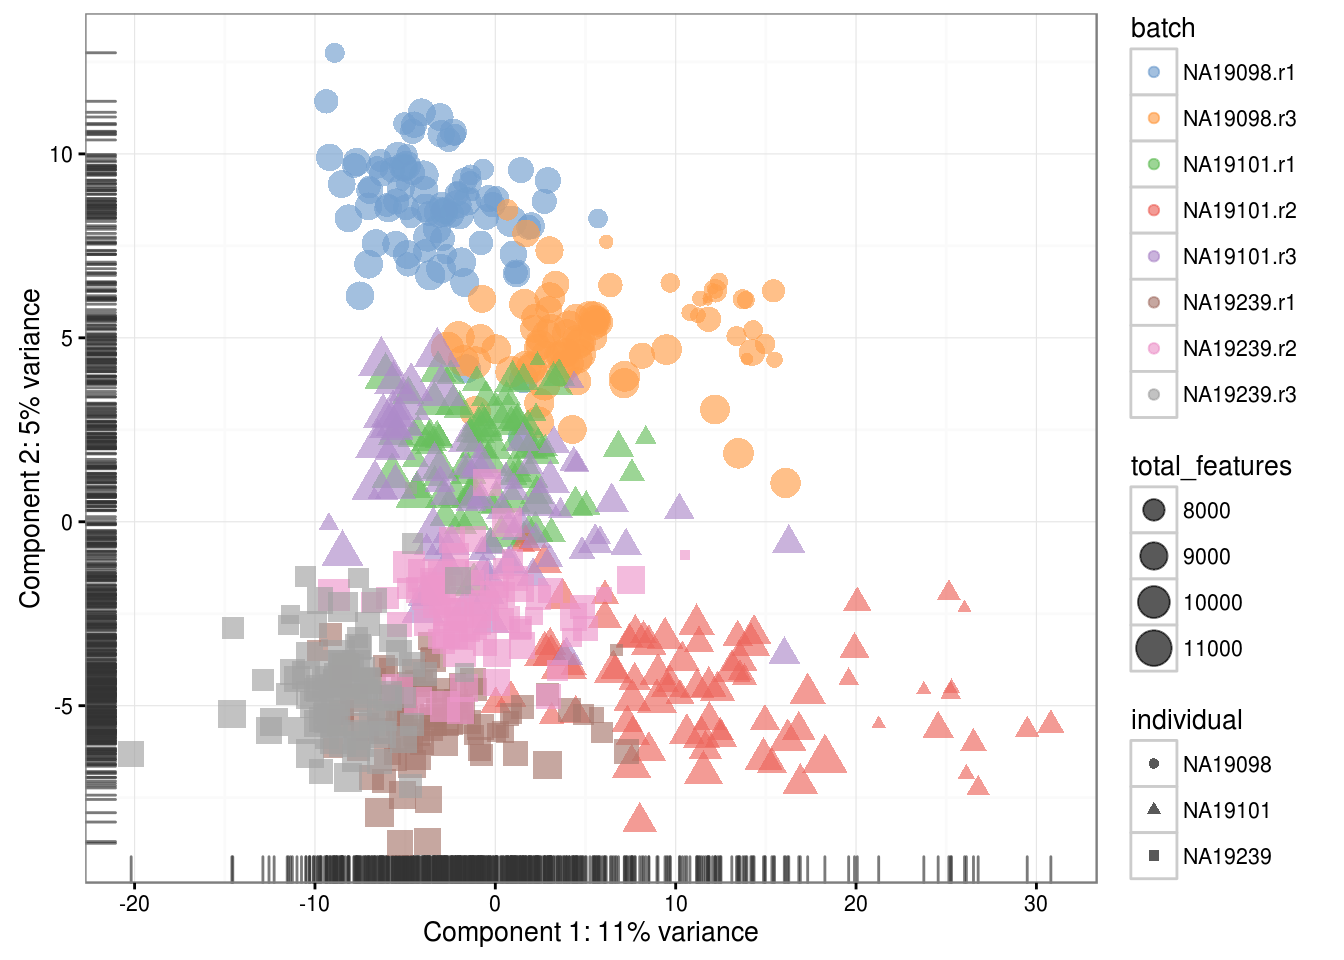 batch
NA19098.r1
NA19098.r3
NA19101.r1
NA19101.r2
NA19101.r3
NA19239.r1
NA19239.r2
NA19239.r3
total_features
8000
9000
10000
11000
individual
NA19098
NA19101
NA19239
Component 2: 5% variance
10
5
0
-5
-20
-10
0
10
20
30
Component 1: 11% variance